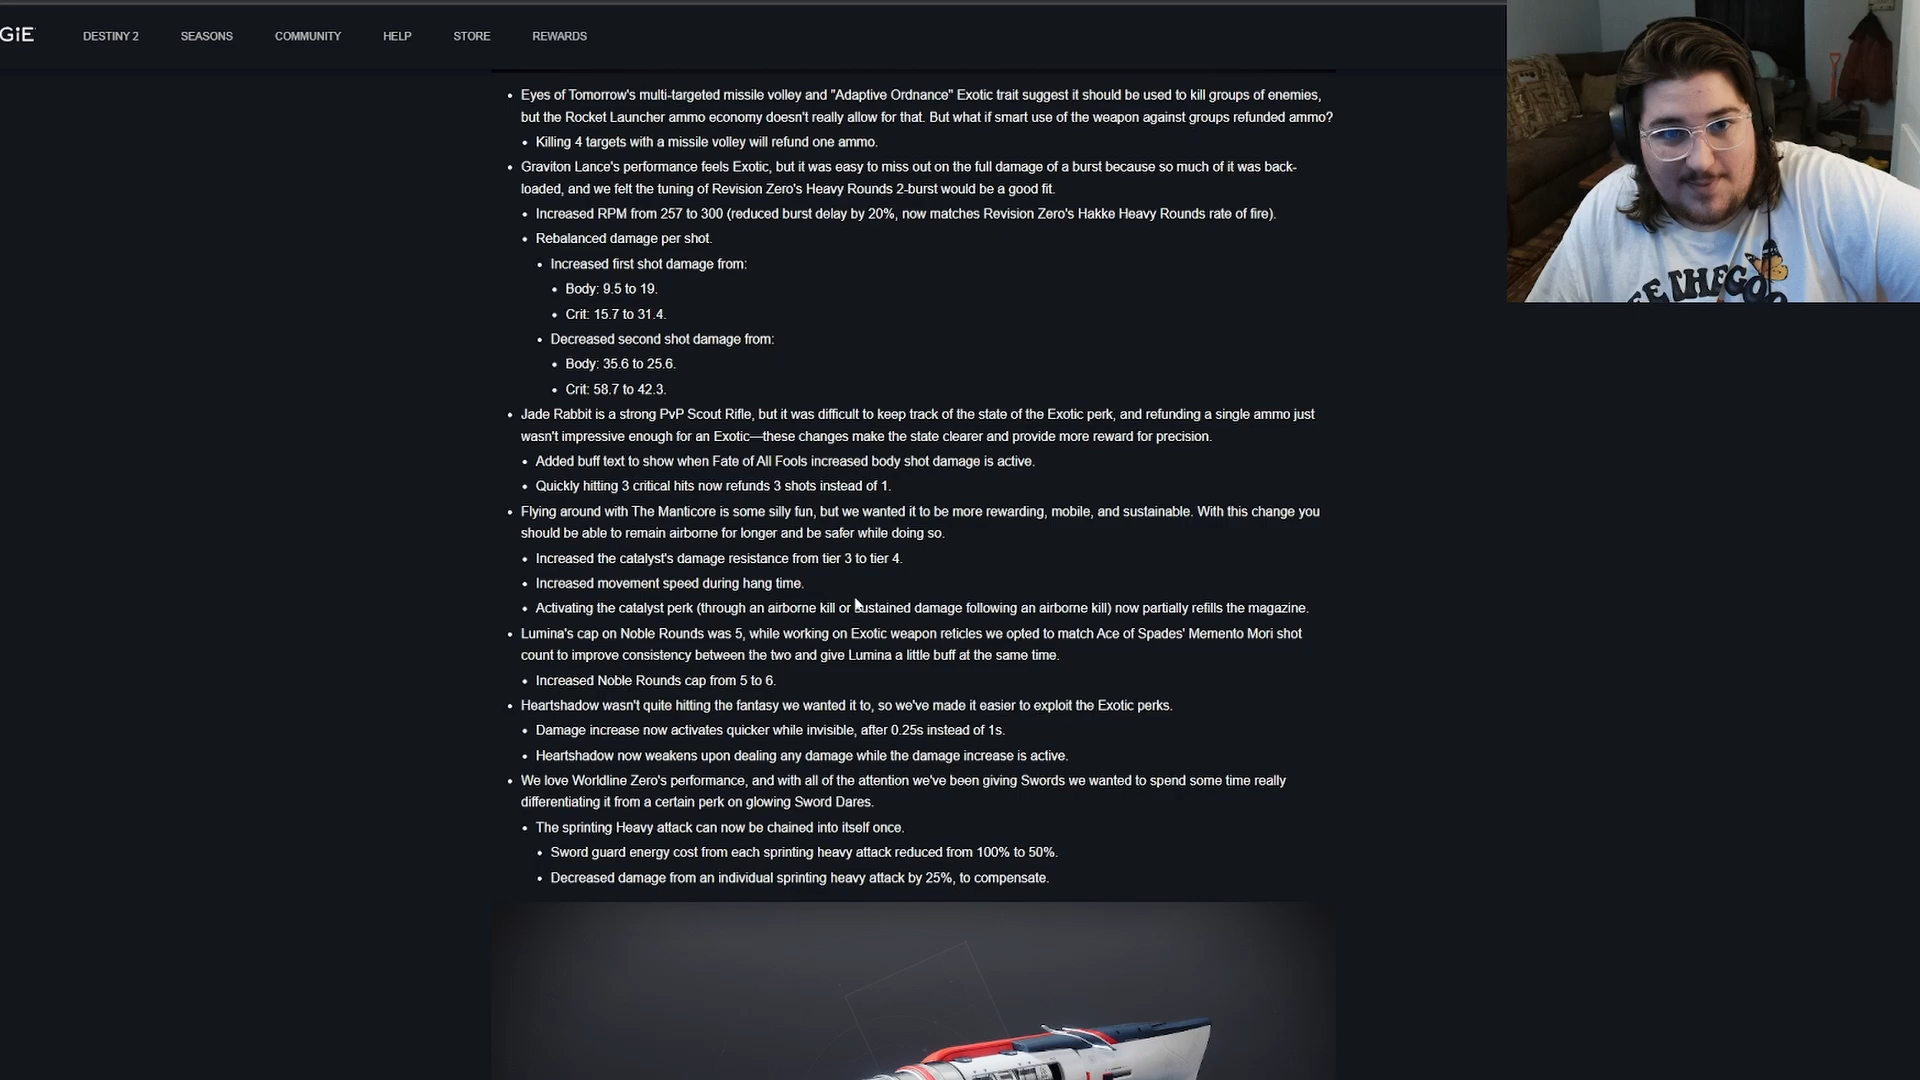 GiE
DESTINY 2
SEASONS
COMMUNITY
HELP
STORE
REWARDS
• Eyes of Tomorrow's multi-targeted missile volley and "Adaptive Ordnance" Exotic trait suggest it should be used to kill groups of enemies,
but the Rocket Launcher ammo economy doesn't really allow for that. But what if smart use of the weapon against groups refunded ammo?
• Killing 4 targets with a missile volley will refund one ammo.
• Graviton Lance's performance feels Exotic, but it was easy to miss out on the full damage of a burst because so much of it was back-
loaded, and we felt the tuning of Revision Zero's Heavy Rounds 2-burst would be a good fit.
• Increased RPM from 257 to 300 (reduced burst delay by 20%, now matches Revision Zero's Hakke Heavy Rounds rate of fire).
• Rebalanced damage per shot.
• Increased first shot damage from:
• Body: 9.5 to 19.
• Crit: 15.7 to 31.4.
• Decreased second shot damage from:
• Body: 35.6 to 25.6.
• Crit: 58.7 to 42.3.
• Jade Rabbit is a strong PvP Scout Rifle, but it was difficult to keep track of the state of the Exotic perk, and refunding a single ammo just
wasn't impressive enough for an Exotic—these changes make the state clearer and provide more reward for precision.
• Added buff text to show when Fate of All Fools increased body shot damage is active.
• Quickly hitting 3 critical hits now refunds 3 shots instead of 1.
• Flying around with The Manticore is some silly fun, but we wanted it to be more rewarding, mobile, and sustainable. With this change you
should be able to remain airborne for longer and be safer while doing so.
• Increased the catalyst's damage resistance from tier 3 to tier 4.
• Increased movement speed during hang time.
• Activating the catalyst perk (through an airborne kill or sustained damage following an airborne kill) now partially refills the magazine.
• Lumina's cap on Noble Rounds was 5, while working on Exotic weapon reticles we opted to match Ace of Spades' Memento Mori shot
count to improve consistency between the two and give Lumina a little buff at the same time.
• Increased Noble Rounds cap from 5 to 6.
• Heartshadow wasn't quite hitting the fantasy we wanted it to, so we've made it easier to exploit the Exotic perks.
• Damage increase now activates quicker while invisible, after 0.25s instead of 1s.
• Heartshadow now weakens upon dealing any damage while the damage increase is active.
• We love Worldline Zero's performance, and with all of the attention we've been giving Swords we wanted to spend some time really
differentiating it from a certain perk on glowing Sword Dares.
• The sprinting Heavy attack can now be chained into itself once.
• Sword guard energy cost from each sprinting heavy attack reduced from 100% to 50%.
• Decreased damage from an individual sprinting heavy attack by 25%, to compensate.
THE GOO